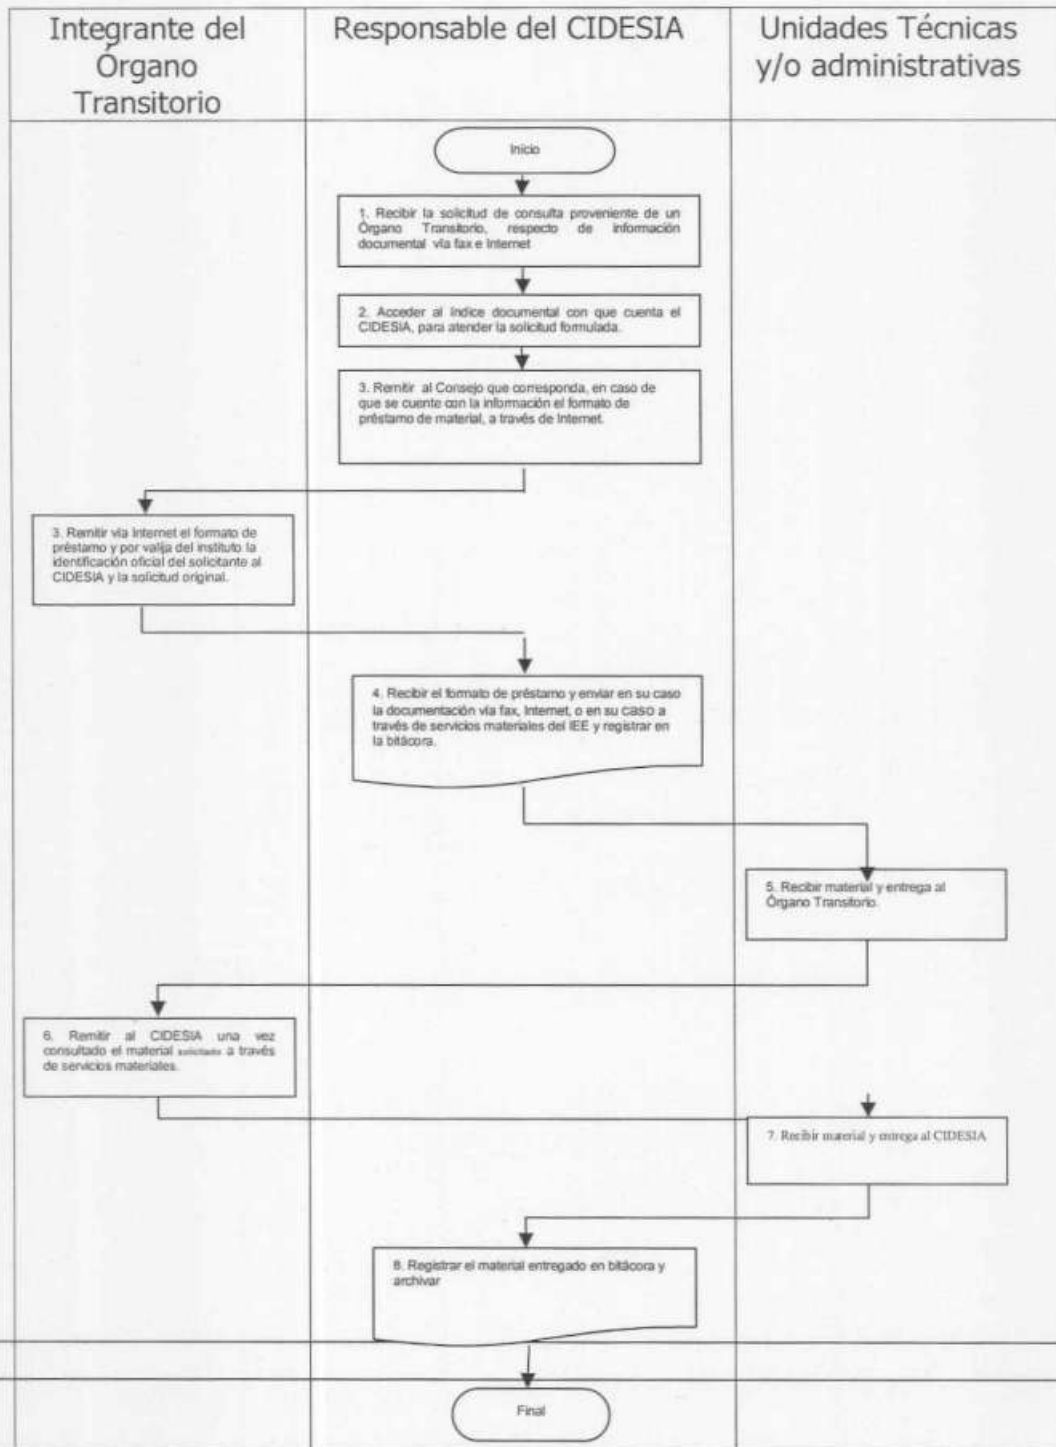 Integrante del
Órgano
Transitorio
Responsable del CIDESIA
Unidades Técnicas
y/o administrativas
Inicio
1. Recibir la solicitud de consulta proveniente de un
Órgano Transitorio, respecto de información
documental vía fax e Internet
2. Acceder al índice documental con que cuenta el
CIDESIA, para atender la solicitud formulada.
3. Remitir al Consejo que corresponda, en caso de
que se cuente con la información el formato de
préstamo de material, a través de Internet.
3. Remitir vía Internet el formato de
préstamo y por valija del instituto la
identificación oficial del solicitante al
CIDESIA y la solicitud original.
4. Recibir el formato de préstamo y enviar en su caso
la documentación vía fax, Internet, o en su caso a
través de servicios materiales del IEE y registrar en
la bitácora.
5. Recibir material y entrega al
Órgano Transitorio.
6. Remitir al CIDESIA una vez
consultado el material solicitado a través
de servicios materiales.
7. Recibir material y entrega al CIDESIA
8. Registrar el material entregado en bitácora y
archivar
Final